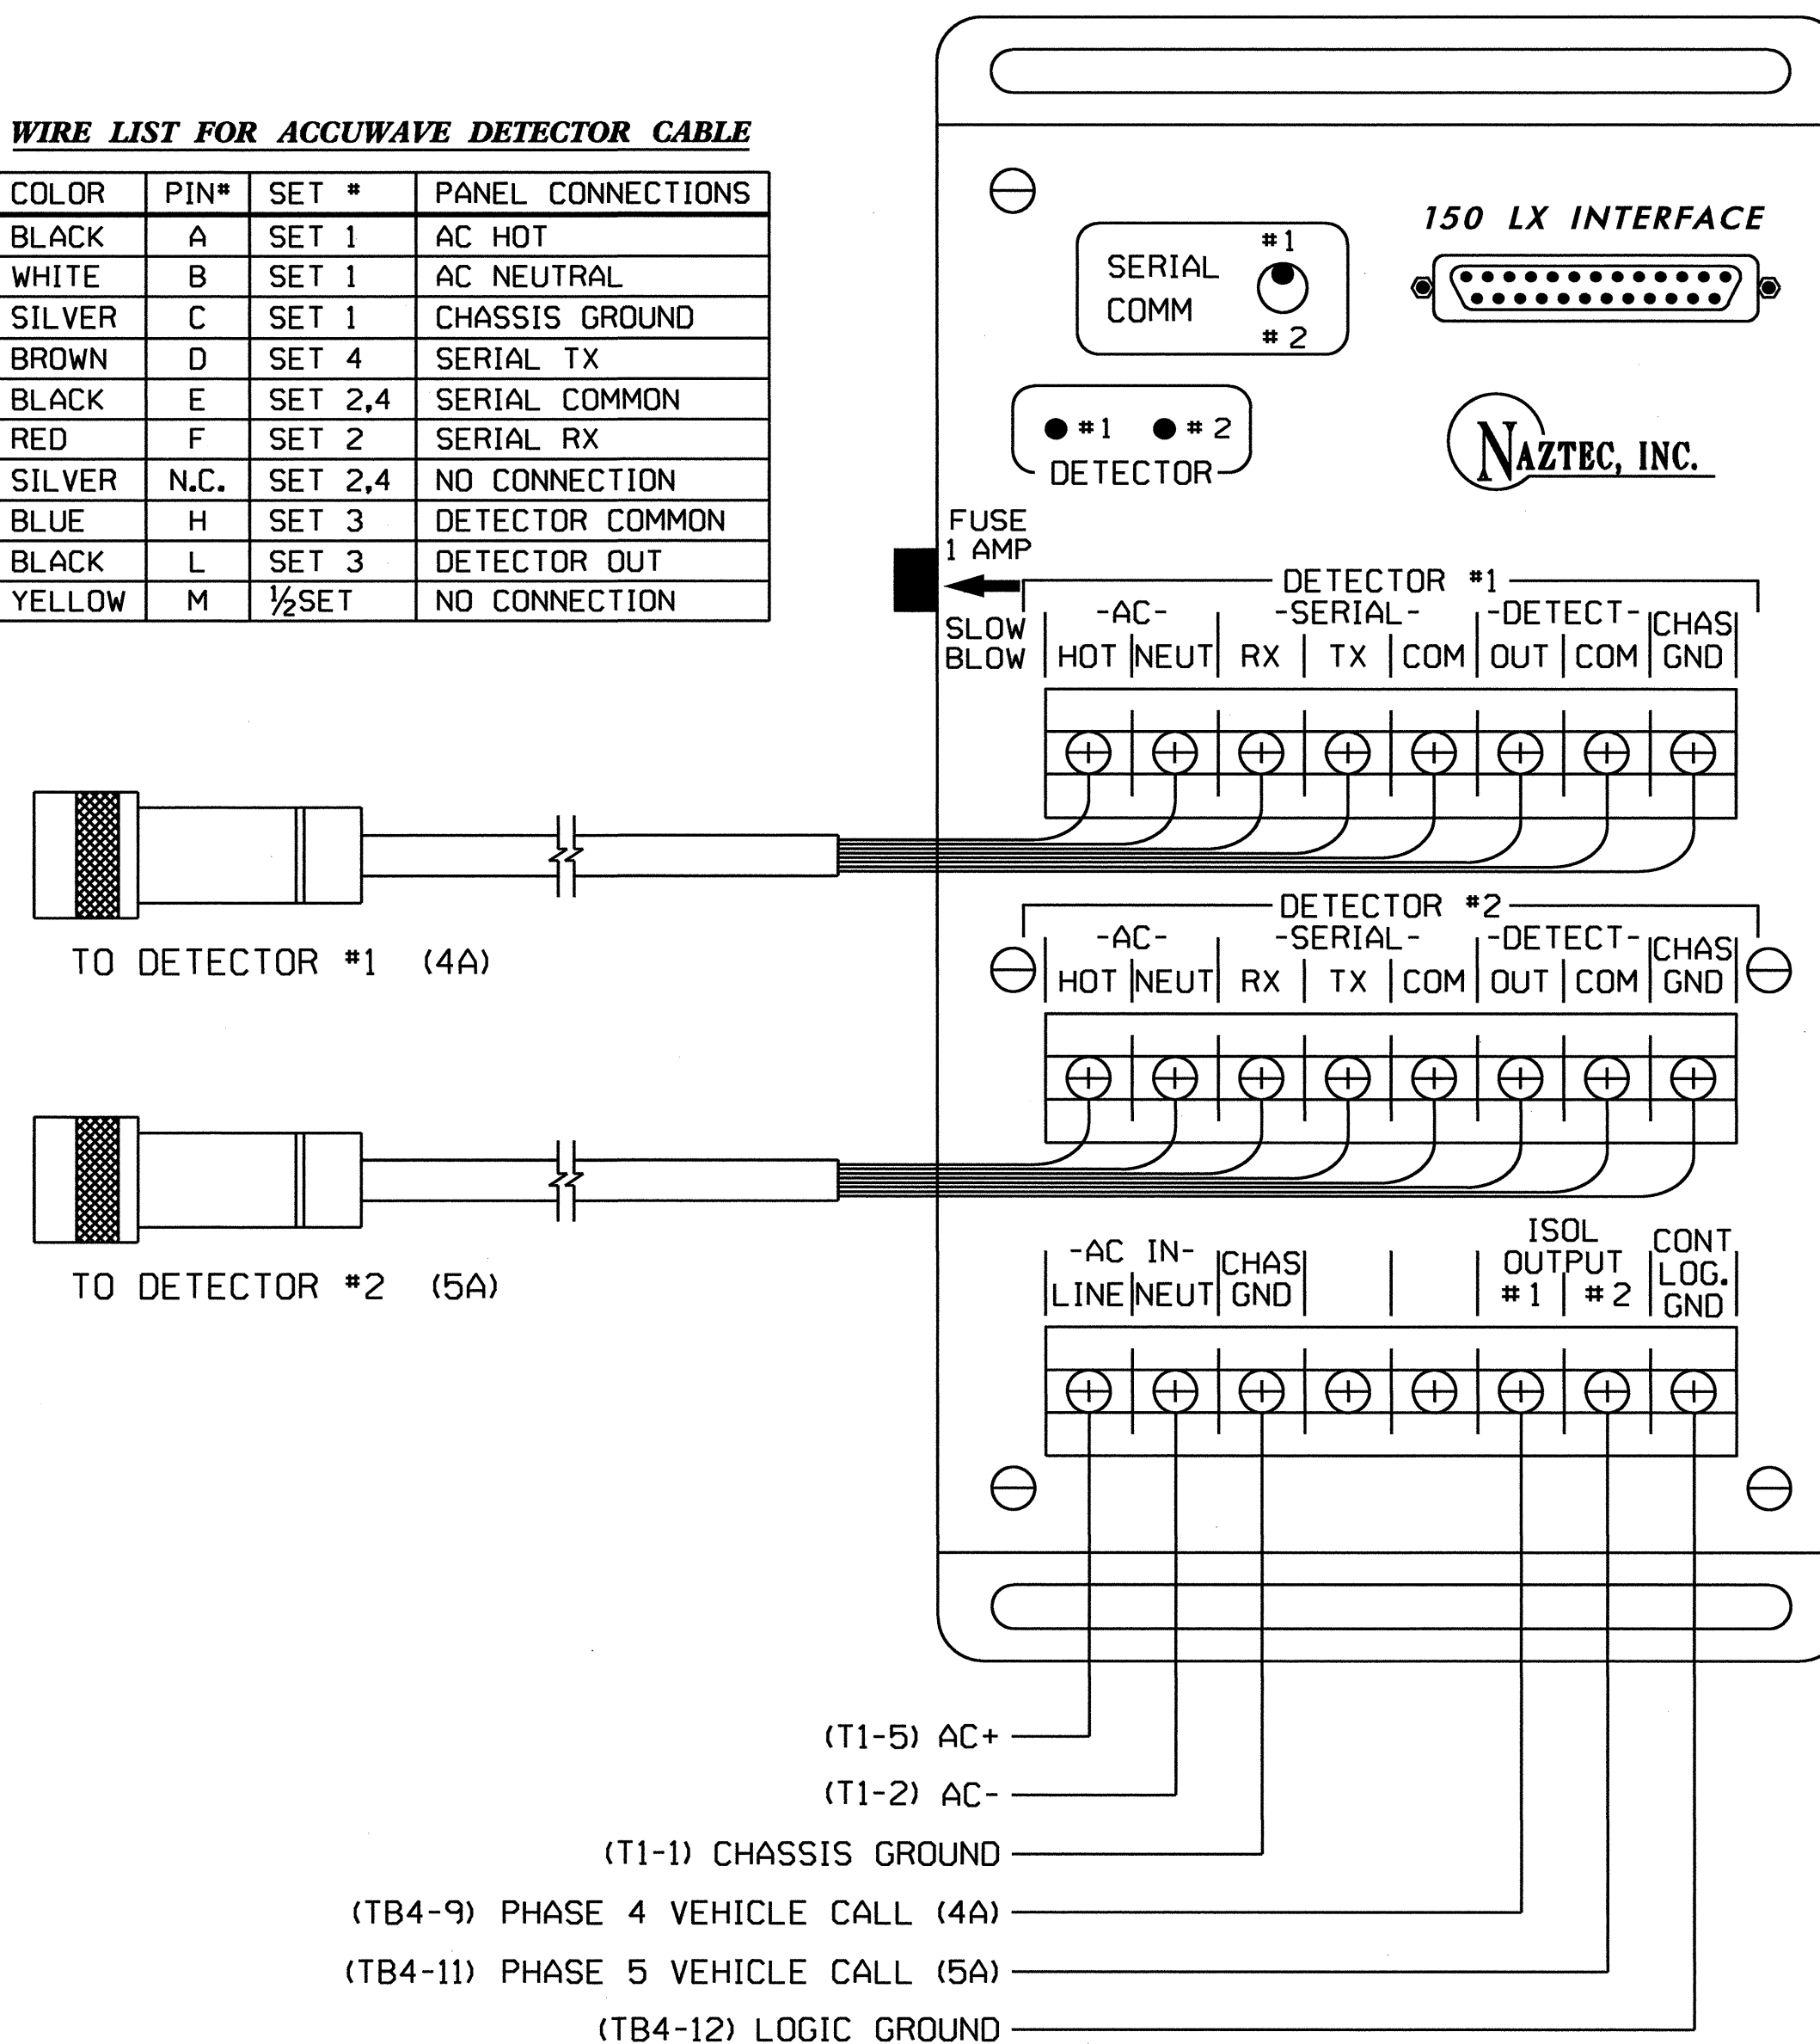 WIRE LIST FOR ACCUWAVE DETECTOR CABLE
COLOR PIN# SET # PANEL CONNECTIONS
BLACK A SET 1 AC HOT
WHITE B SET 1 AC NEUTRAL
SILVER C SET 1 CHASSIS GROUND
BROWN D SET 4 SERIAL TX
BLACK E SET 2,4 SERIAL COMMON
RED F SET 2 SERIAL RX
SILVER N.C. SET 2,4 NO CONNECTION
BLUE H SET 3 DETECTOR COMMON
BLACK L SET 3 DETECTOR OUT
YELLOW M ½SET NO CONNECTION
150 LX INTERFACE
#1
SERIAL
COMM
#2
#1 #2
DETECTOR
NAZTEC, INC.
FUSE
1 AMP
SLOW
BLOW
DETECTOR #1
-AC- -SERIAL- -DETECT- CHAS
HOT NEUT RX TX COM OUT COM GND
TO DETECTOR #1 (4A)
DETECTOR #2
-AC- -SERIAL- -DETECT- CHAS
HOT NEUT RX TX COM OUT COM GND
TO DETECTOR #2 (5A)
-AC IN-
LINE NEUT
CHAS
GND
ISOL
OUTPUT
#1 #2
CONT
LOG.
GND
(T1-5) AC+
(T1-2) AC-
(T1-1) CHASSIS GROUND
(TB4-9) PHASE 4 VEHICLE CALL (4A)
(TB4-11) PHASE 5 VEHICLE CALL (5A)
(TB4-12) LOGIC GROUND